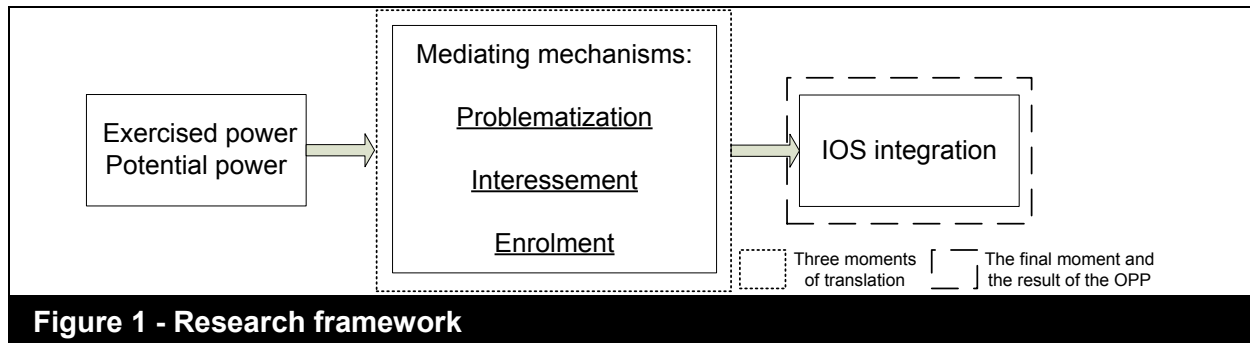 Exercised power
Potential power
Mediating mechanisms:
Problematization
Interessement
Enrolment
IOS integration
Three moments
of translation
The final moment and
the result of the OPP
Figure 1 - Research framework